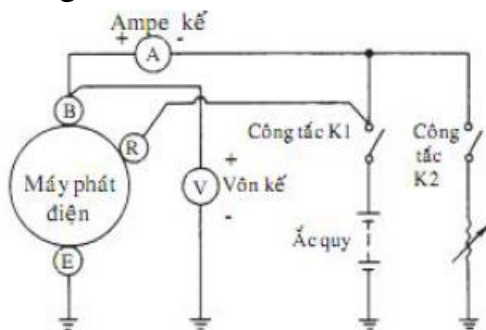 Ampe kế
+ A -
B
R
Công tắc K1
Công
tắc
K2
Máy phát
điện
V
+
Vôn kế
-
Ắc quy
E